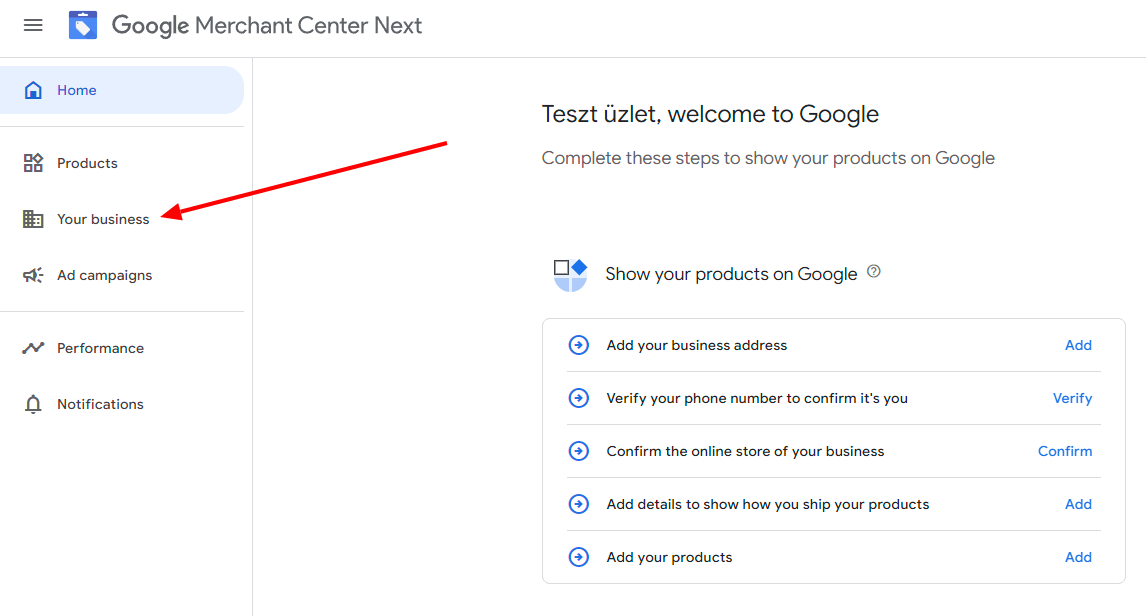 Google Merchant Center Next
Home
Products
Your business
Ad campaigns
Performance
Notifications
Teszt üzlet, welcome to Google
Complete these steps to show your products on Google
Show your products on Google
Add your business address Add
Verify your phone number to confirm it's you Verify
Confirm the online store of your business Confirm
Add details to show how you ship your products Add
Add your products Add